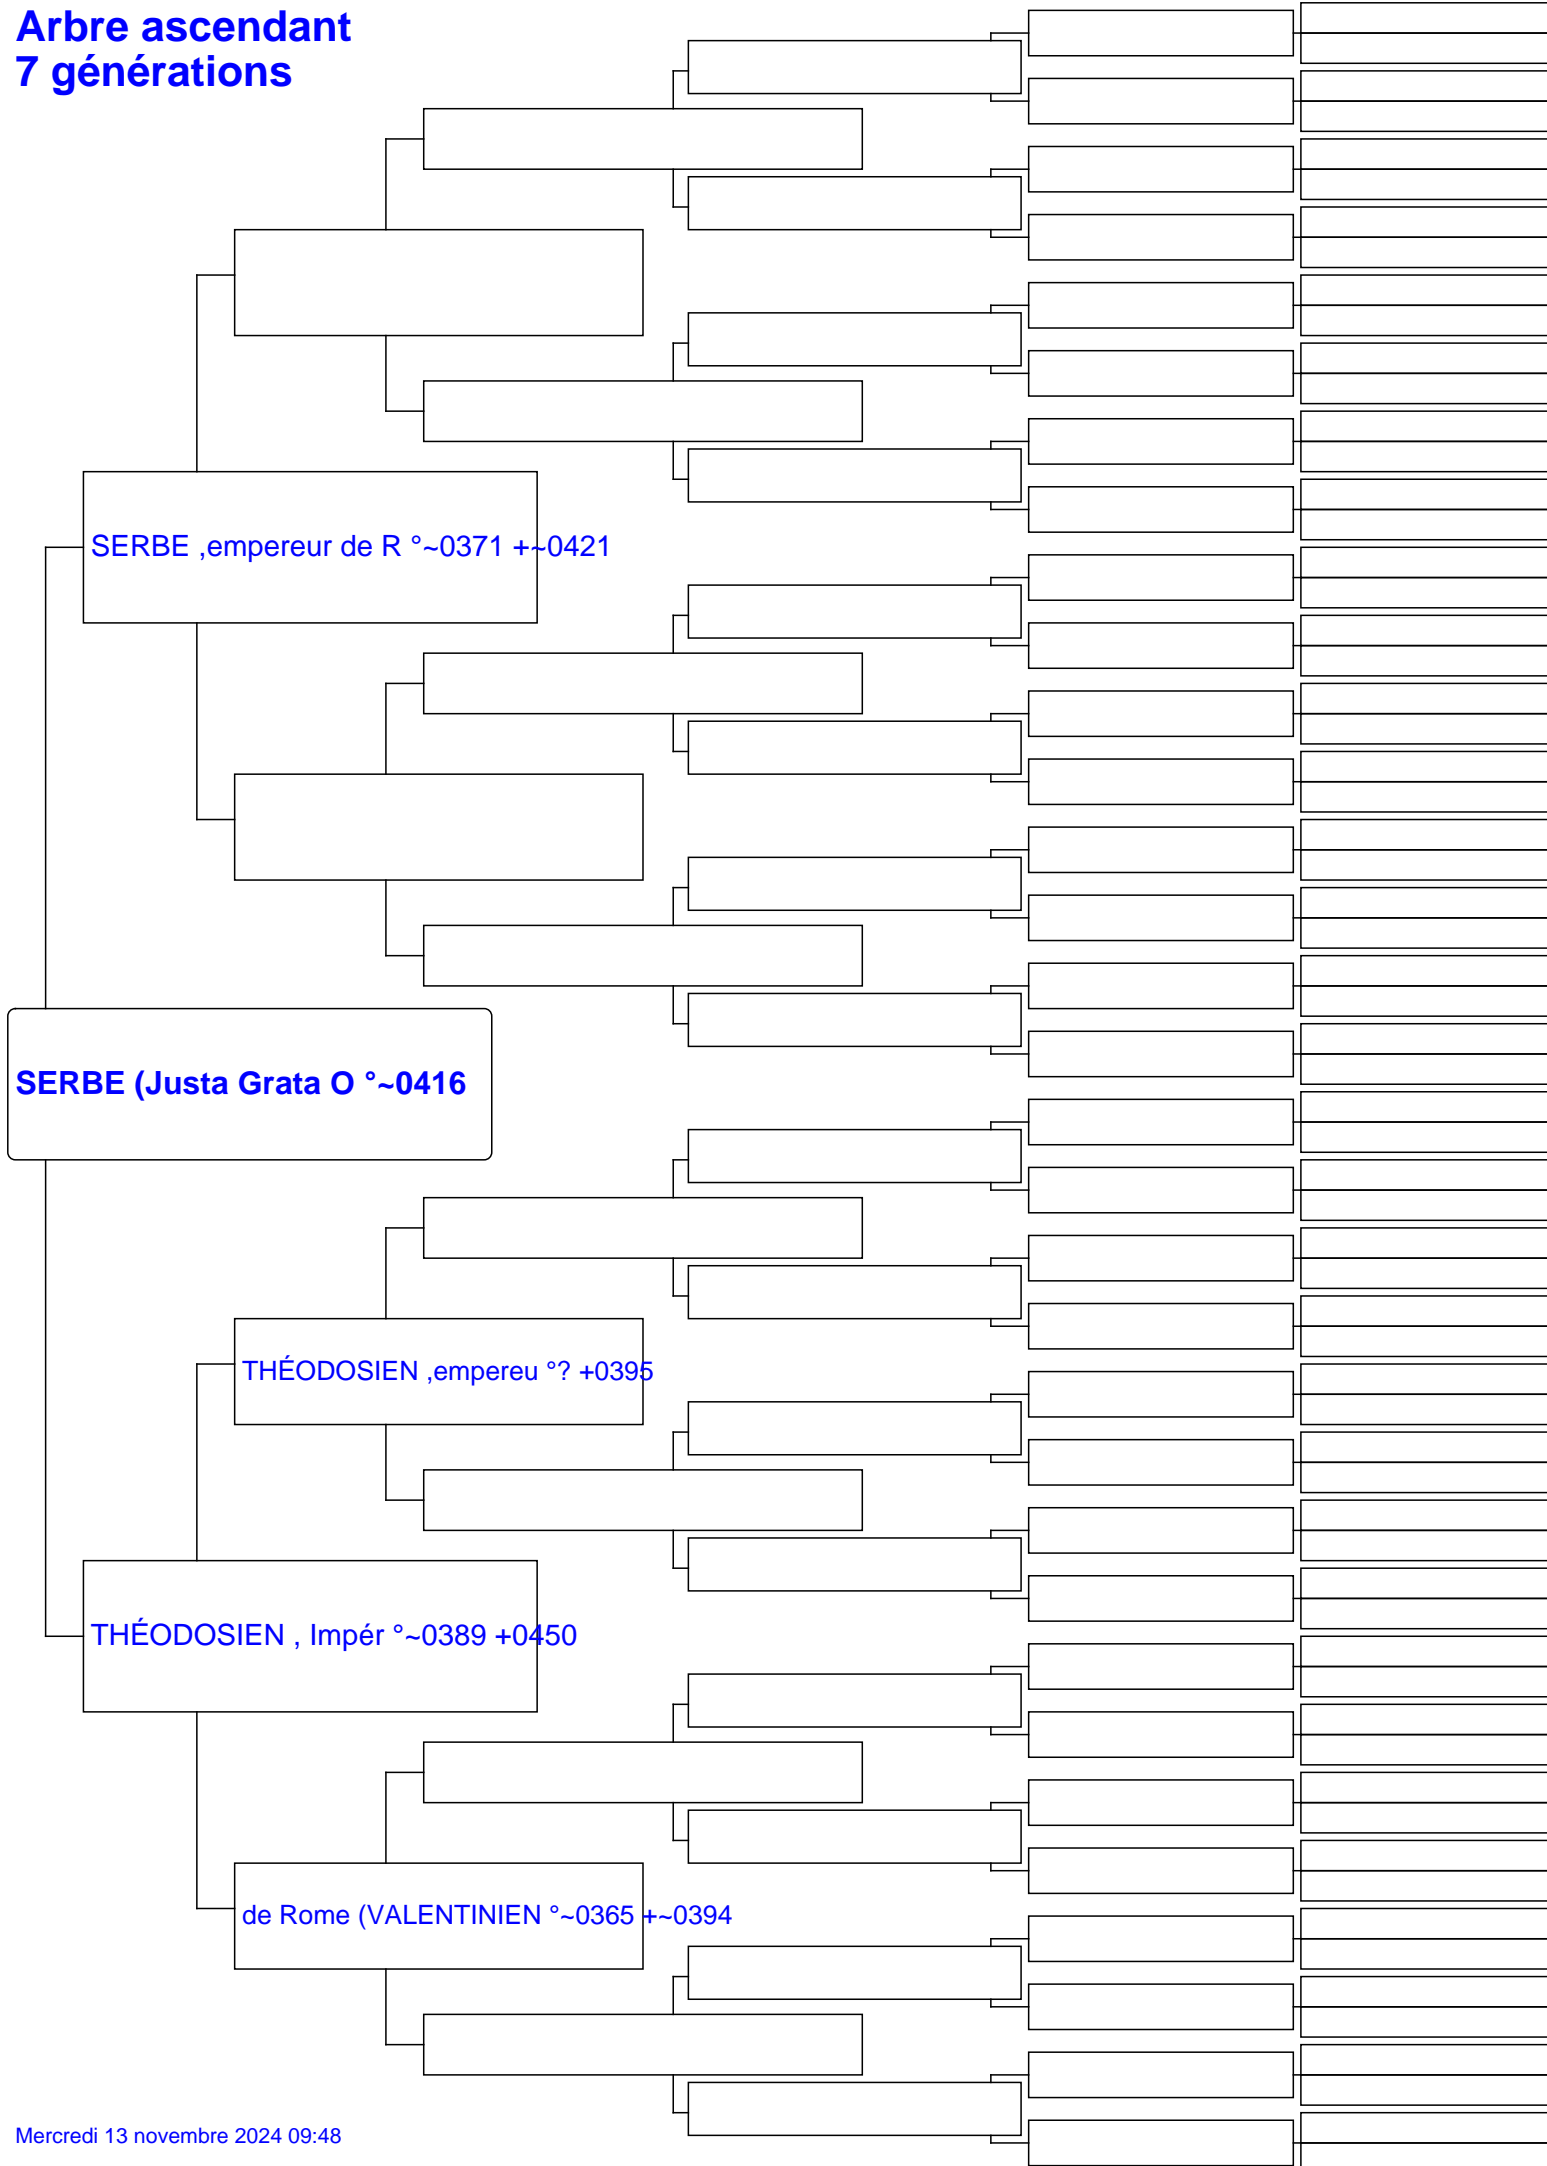 Arbre ascendant
7 générations
SERBE ,empereur de R °~0371 +~0421
SERBE (Justa Grata O °~0416
THÉODOSIEN ,empereu °? +0395
THÉODOSIEN , Impér °~0389 +0450
de Rome (VALENTINIEN °~0365 +~0394
Mercredi 13 novembre 2024 09:48